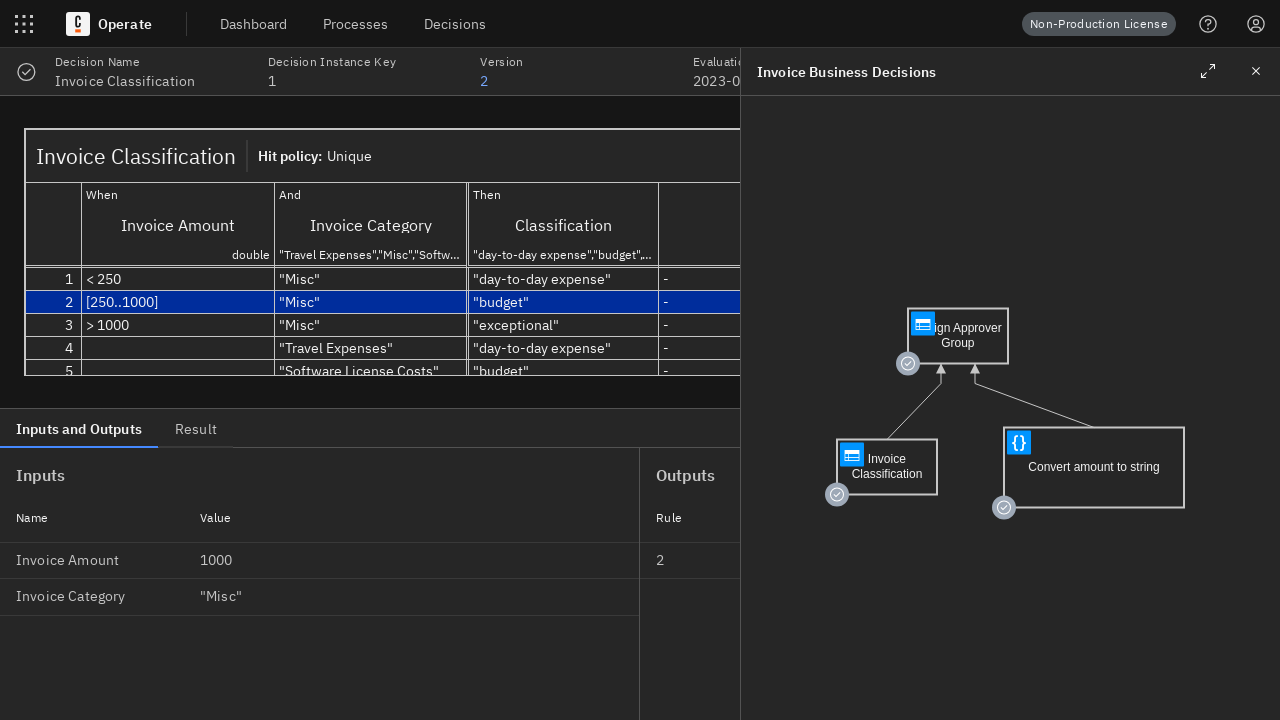 Operate
Dashboard
Processes
Decisions
Non-Production License
Decision Name
Invoice Classification
Decision Instance Key
1
Version
2
2023-0
Invoice Business Decisions
Invoice Classification
Hit policy: Unique
When
And
Then
Invoice Amount
Invoice Category
Classification
double
"Travel Expenses","Misc","Softw...
"day-to-day expense","budget",...
1 < 250 "Misc" "day-to-day expense" -
2 [250..1000] "Misc" "budget" -
3 > 1000 "Misc" "exceptional" -
4 "Travel Expenses" "day-to-day expense" -
5 "Software License Costs" "budget" -
Inputs and Outputs
Result
Inputs
Name Value
Invoice Amount 1000
Invoice Category "Misc"
Outputs
Rule
2
Approver
Group
Invoice
Classification
{}
Convert amount to string